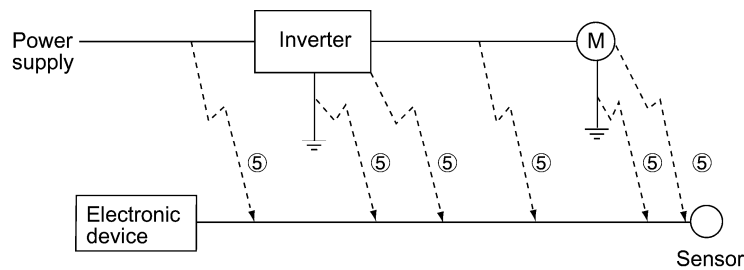 Power
supply
Inverter
M
⑤ ⑤ ⑤ ⑤ ⑤ ⑤
Electronic
device
Sensor